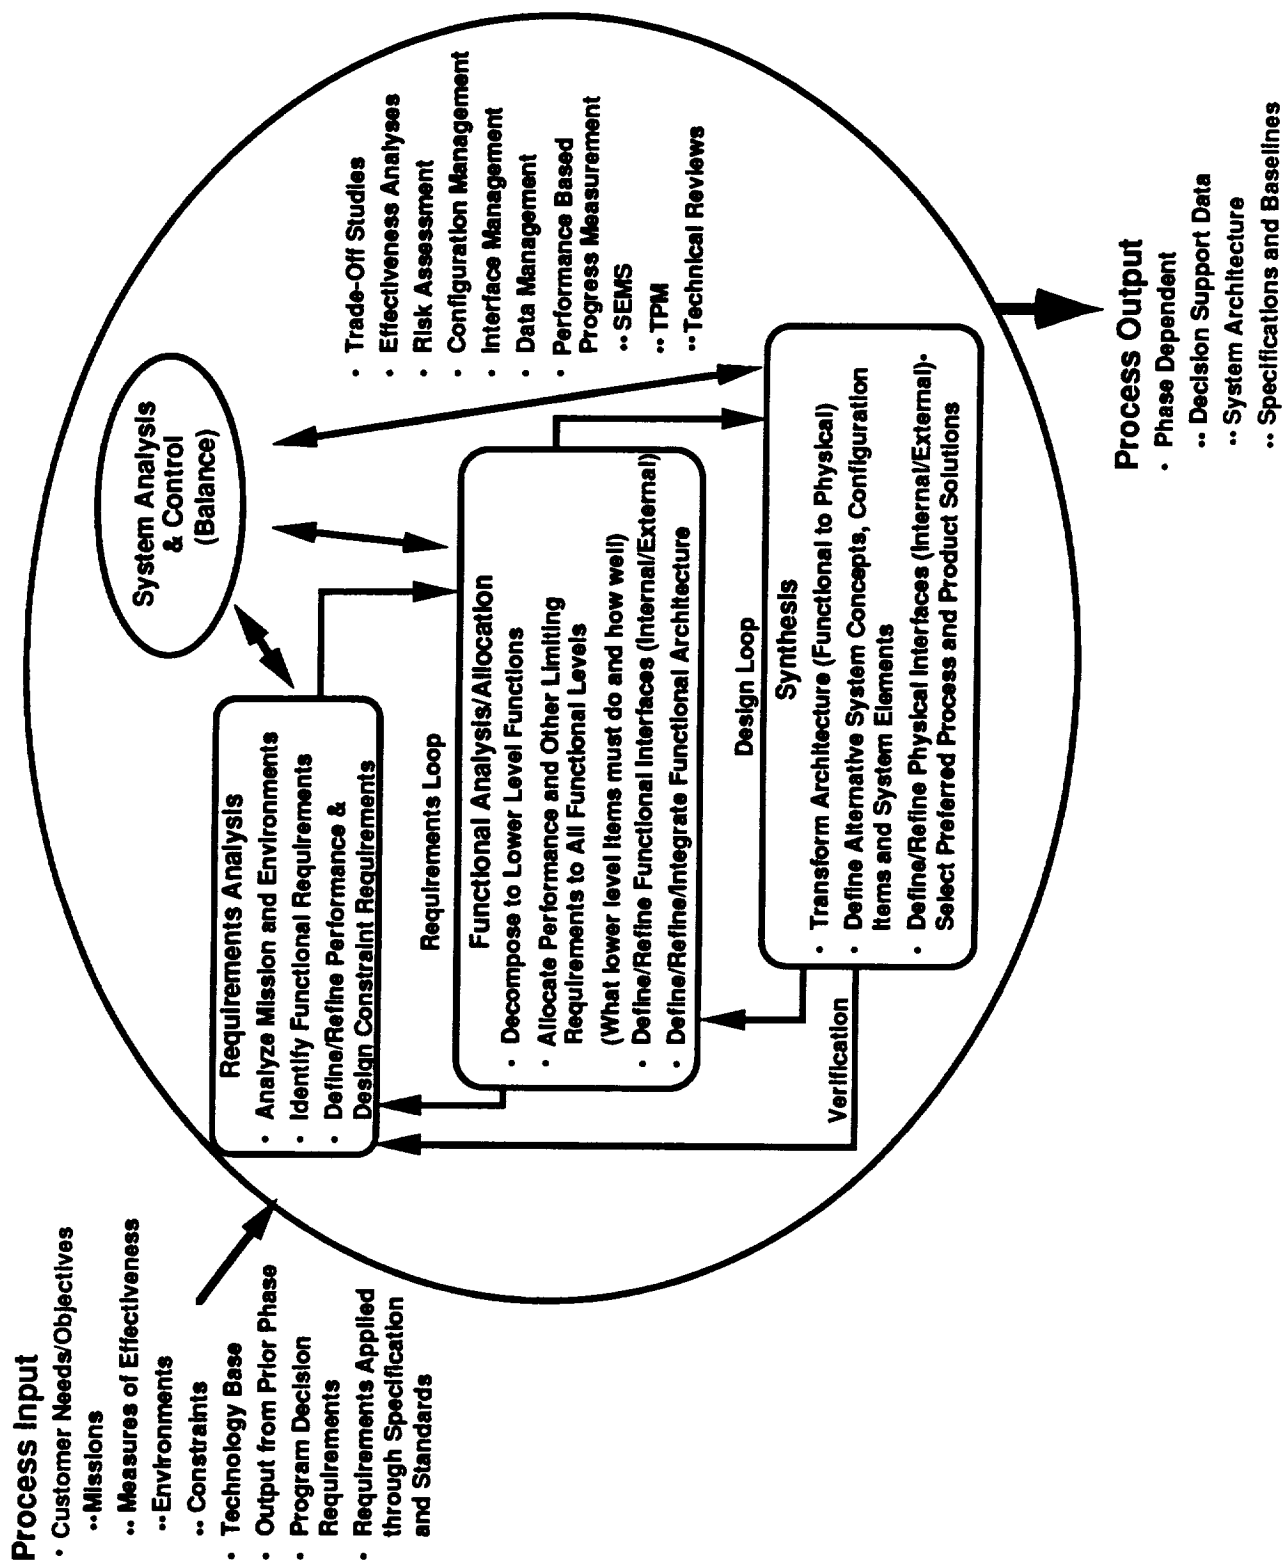 Process Input
• Customer Needs/Objectives
•• Missions
•• Measures of Effectiveness
•• Environments
•• Constraints
• Technology Base
• Output from Prior Phase
• Program Decision
Requirements
• Requirements Applied
through Specification
and Standards
System Analysis
& Control
(Balance)
• Trade-Off Studies
• Effectiveness Analyses
• Risk Assessment
• Configuration Management
• Interface Management
• Data Management
• Performance Based
Progress Measurement
•• SEMS
•• TPM
•• Technical Reviews
Requirements Analysis
• Analyze Mission and Environments
• Identify Functional Requirements
• Define/Refine Performance &
Design Constraint Requirements
Requirements Loop
Functional Analysis/Allocation
• Decompose to Lower Level Functions
• Allocate Performance and Other Limiting
Requirements to All Functional Levels
(What lower level items must do and how well)
• Define/Refine Functional Interfaces (Internal/External)
• Define/Refine/Integrate Functional Architecture
Design Loop
Synthesis
• Transform Architecture (Functional to Physical)
• Define Alternative System Concepts, Configuration
Items and System Elements
• Define/Refine Physical Interfaces (Internal/External)•
Select Preferred Process and Product Solutions
Verification
Process Output
• Phase Dependent
•• Decision Support Data
•• System Architecture
•• Specifications and Baselines